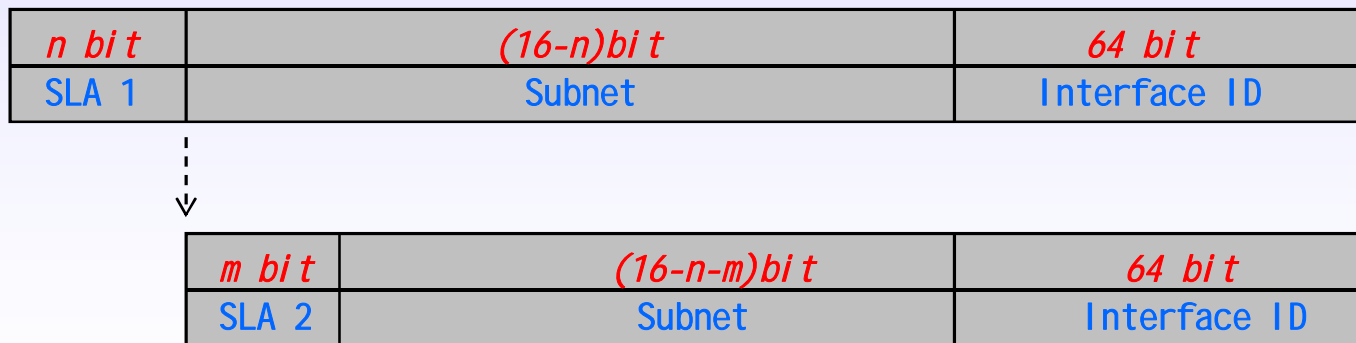 n bit (16-n)bit 64 bit
SLA 1 Subnet Interface ID
m bit (16-n-m)bit 64 bit
SLA 2 Subnet Interface ID